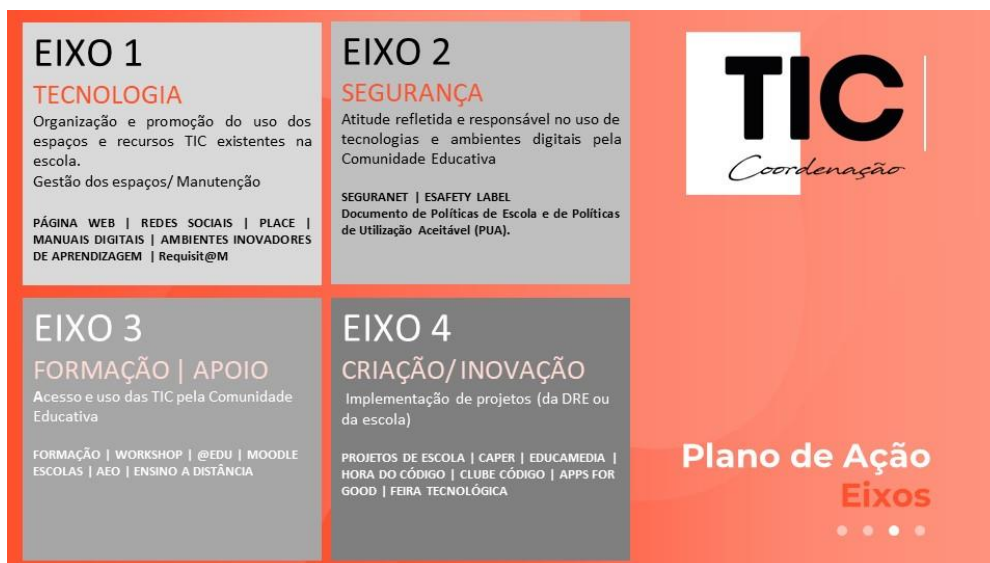 EIXO 1
TECNOLOGIA
Organização e promoção do uso dos
espaços e recursos TIC existentes na
escola.
Gestão dos espaços/ Manutenção
PÁGINA WEB | REDES SOCIAIS | PLACE |
MANUAIS DIGITAIS | AMBIENTES INOVADORES
DE APRENDIZAGEM | Requisit@M
EIXO 2
SEGURANÇA
Atitude refletida e responsável no uso de
tecnologias e ambientes digitais pela
Comunidade Educativa
SEGURANET | ESAFETY LABEL
Documento de Políticas de Escola e de Políticas
de Utilização Aceitável (PUA).
EIXO 3
FORMAÇÃO | APOIO
Acesso e uso das TIC pela Comunidade
Educativa
FORMAÇÃO | WORKSHOP | @EDU | MOODLE
ESCOLAS | AEO | ENSINO A DISTÂNCIA
EIXO 4
CRIAÇÃO/ INOVAÇÃO
Implementação de projetos (da DRE ou
da escola)
PROJETOS DE ESCOLA | CAPER | EDUCAMEDIA |
HORA DO CÓDIGO | CLUBE CÓDIGO | APPS FOR
GOOD | FEIRA TECNOLÓGICA
TIC
Coordenação
Plano de Ação
Eixos